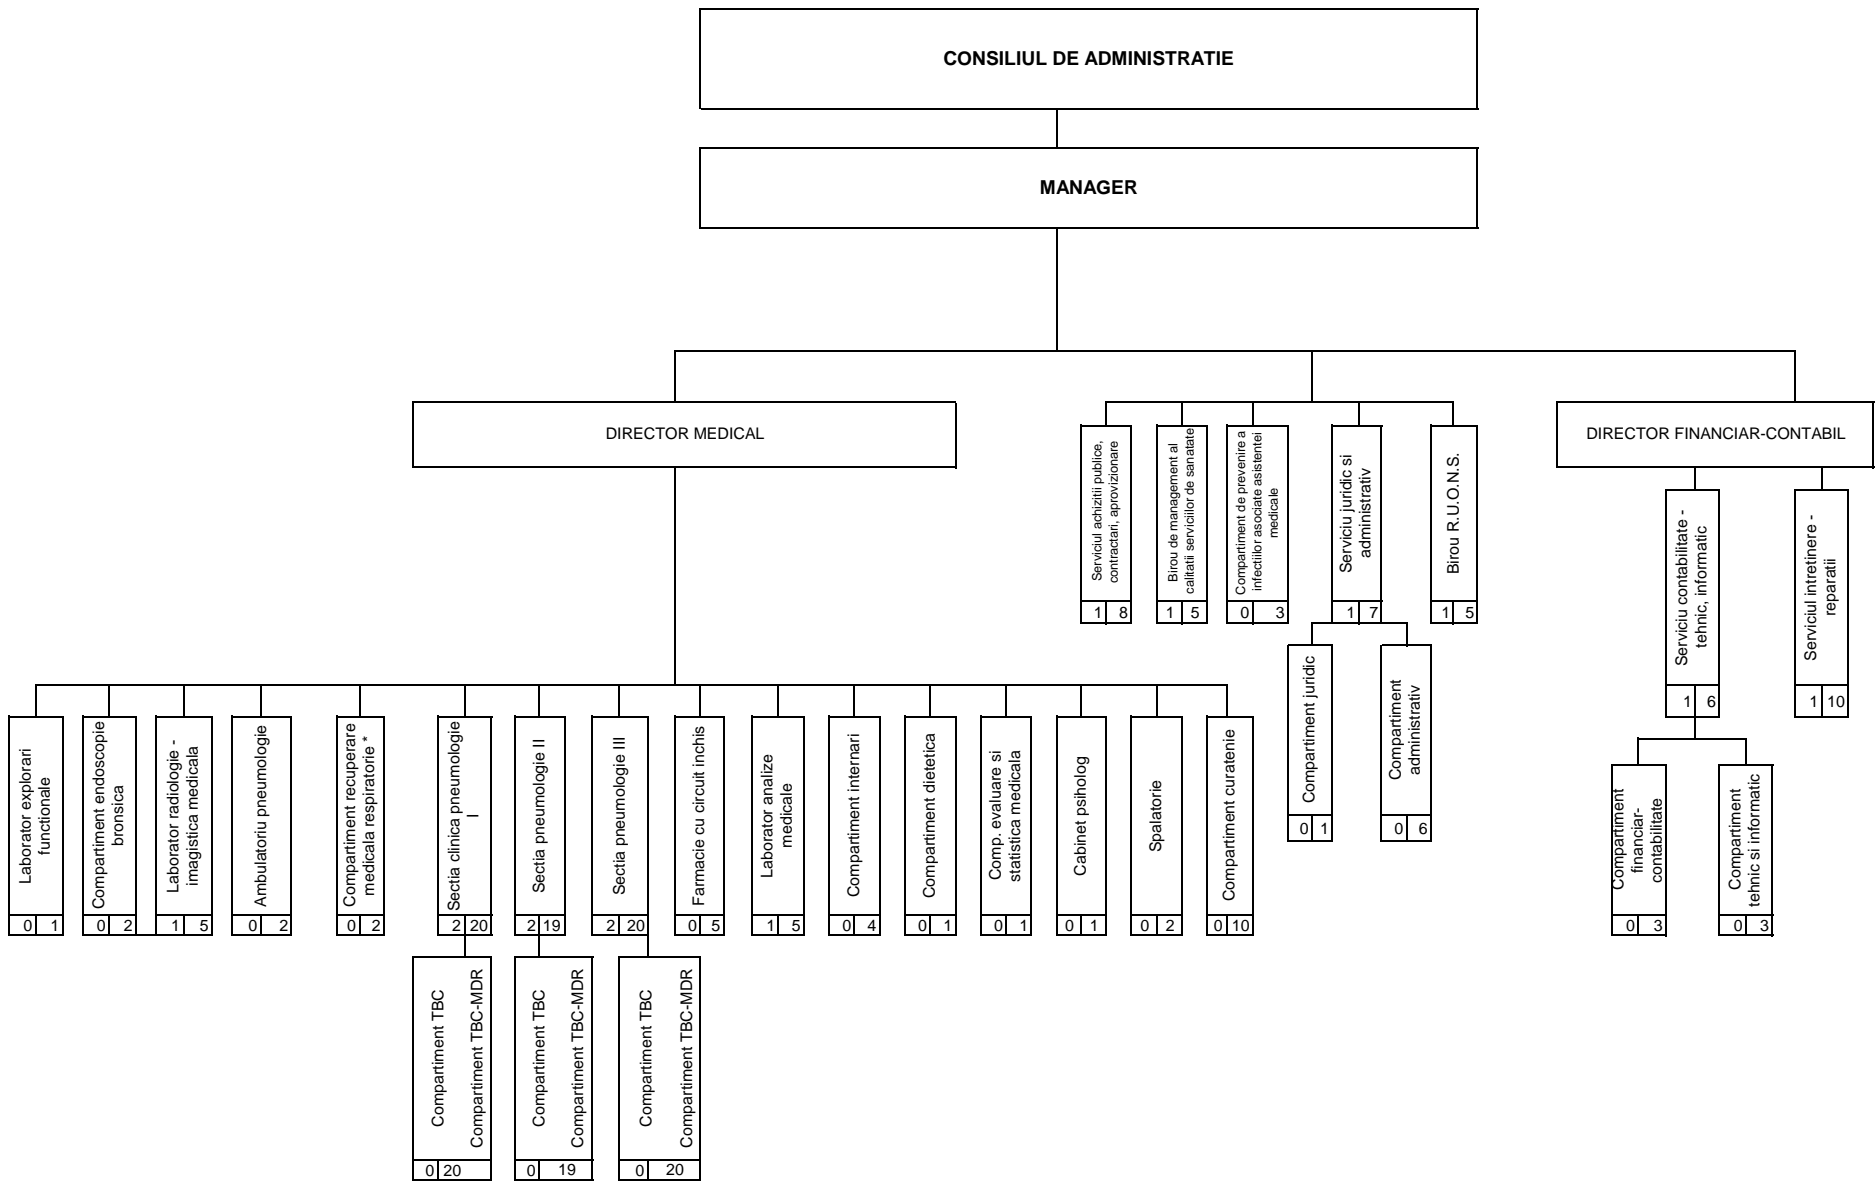 CONSILIUL DE ADMINISTRATIE
MANAGER
DIRECTOR MEDICAL
DIRECTOR FINANCIAR-CONTABIL
Serviciul achizitii publice,
contractari, aprovizionare
1 8
Birou de management al
calitatii serviciilor de sanatate
1 5
Compartiment de prevenire a
infectiilor asociate asistentei
medicale
0 3
Serviciu juridic si
administrativ
1 7
Birou R.U.O.N.S.
1 5
Compartiment juridic
0 1
Compartiment
administrativ
0 6
Serviciu contabilitate -
tehnic, informatic
1 6
Serviciul intretinere -
reparatii
1 10
Compartiment
financiar-
contabilitate
0 3
Compartiment
tehnic si informatic
0 3
Laborator explorari
functionale
0 1
Compartiment endoscopie
bronsica
0 2
Laborator radiologie -
imagistica medicala
1 5
Ambulatoriu pneumologie
0 2
Compartiment recuperare
medicala respiratorie *
0 2
Sectia clinica pneumologie
I
2 20
Sectia pneumologie II
2 19
Sectia pneumologie III
2 20
Farmacie cu circuit inchis
0 5
Laborator analize
medicale
1 5
Compartiment internari
0 4
Compartiment dietetica
0 1
Comp. evaluare si
statistica medicala
0 1
Cabinet psiholog
0 1
Spalatorie
0 2
Compartiment curatenie
0 10
Compartiment TBC
Compartiment TBC-MDR
0 20
Compartiment TBC
Compartiment TBC-MDR
0 19
Compartiment TBC
Compartiment TBC-MDR
0 20